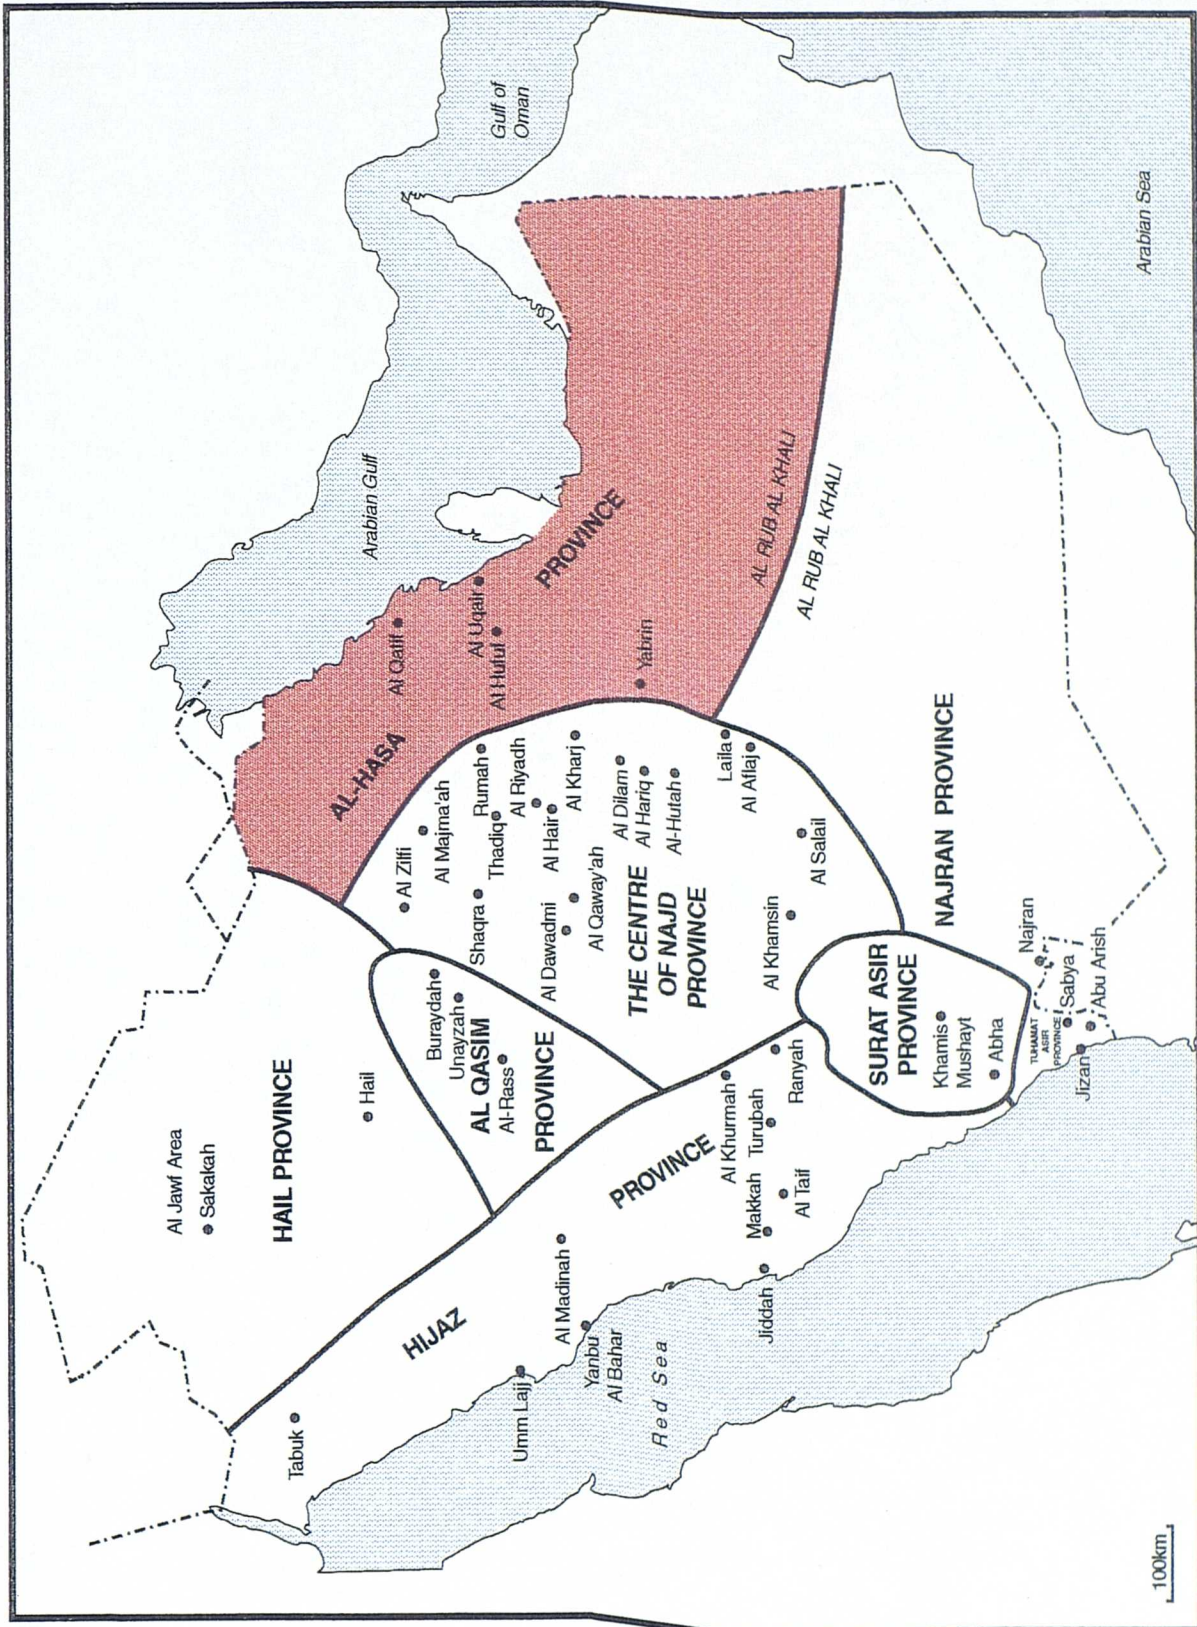 Gulf of
Oman
Arabian Sea
Arabian Gulf
AL-HASA
PROVINCE
Al Qatif
Al Uqair
Al Hufuf
Yabrin
AL RUB AL KHALI
AL RUB AL KHALI
Al Jawf Area
Sakakah
HAIL PROVINCE
Hail
Buraydah
Unayzah
AL QASIM
Al-Rass
PROVINCE
Al Zilfi
Al Majma'ah
Rumah
Thadiq
Al Riyadh
Shaqra
Al Hair
Al Kharj
Al Dawadmi
Al Qaway'ah
Al Dilam
Al Hariq
Al-Hutah
THE CENTRE
OF NAJD
PROVINCE
Laila
Al Aflaj
Al Salail
Al Khamsin
NAJRAN PROVINCE
Najran
SURAT ASIR
PROVINCE
Khamis
Mushayt
Abha
TUHAMAT
ASIR
PROVINCE
Sabya
Abu Arish
Jizan
HIJAZ
PROVINCE
Tabuk
Umm Lajj
Al Madinah
Yanbu
Al Bahar
Red Sea
Jiddah
Makkah
Al Taif
Turubah
Al Khurmah
Ranyah
100km